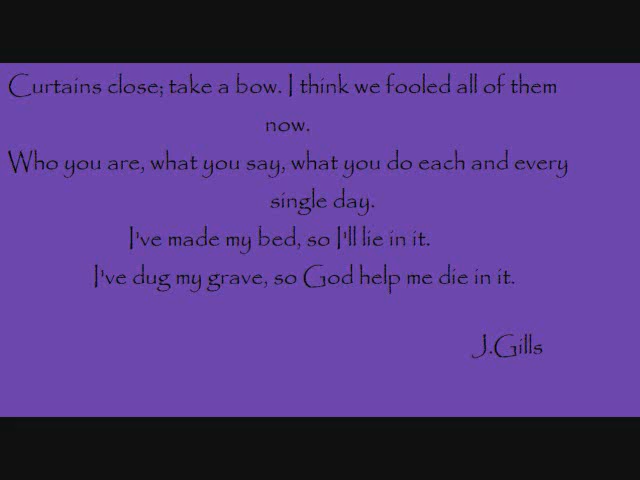 Curtains close; take a bow. I think we fooled all of them
now.
Who you are, what you say, what you do each and every
single day.
I've made my bed, so I'll lie in it.
I've dug my grave, so God help me die in it.
J.Gills